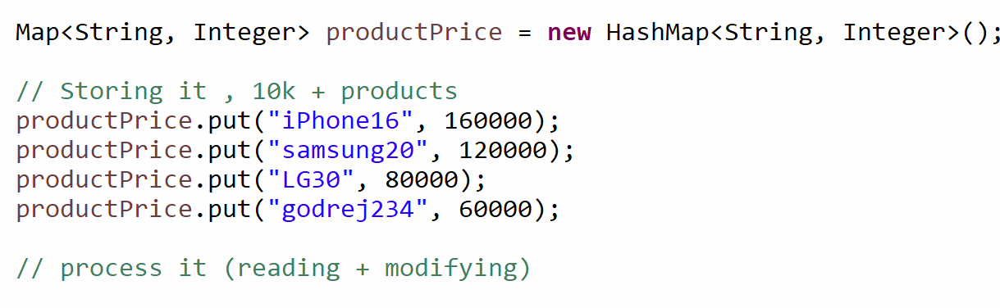 Map<String, Integer> productPrice = new HashMap<String, Integer>();
// Storing it , 10k + products
productPrice.put("iPhone16", 160000);
productPrice.put("samsung20", 120000);
productPrice.put("LG30", 80000);
productPrice.put("godrej234", 60000);
// process it (reading + modifying)